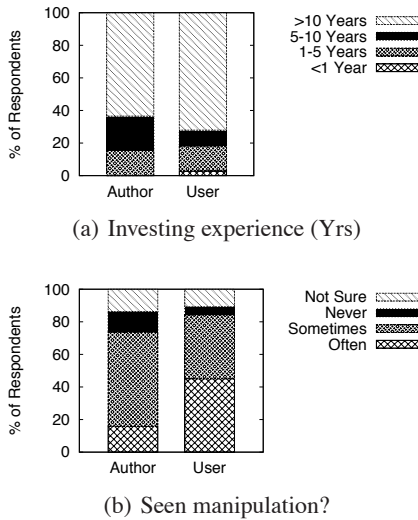 % of Respondents
100
80
60
40
20
0
Author User
>10 Years
5-10 Years
1-5 Years
<1 Year
(a) Investing experience (Yrs)
% of Respondents
100
80
60
40
20
0
Author User
Not Sure
Never
Sometimes
Often
(b) Seen manipulation?